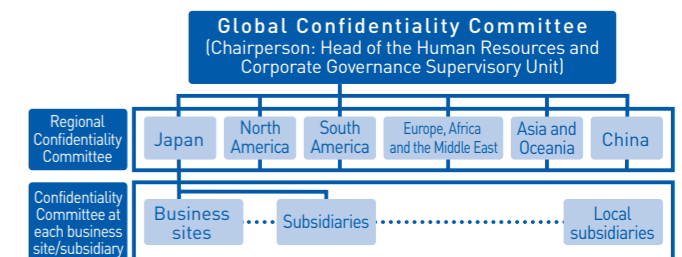 Global Confidentiality Committee
(Chairperson: Head of the Human Resources and
Corporate Governance Supervisory Unit)
Regional
Confidentiality
Committee
Japan
North
America
South
America
Europe, Africa
and the Middle East
Asia and
Oceania
China
Confidentiality
Committee at
each business
site/subsidiary
Business
sites
Subsidiaries
Local
subsidiaries